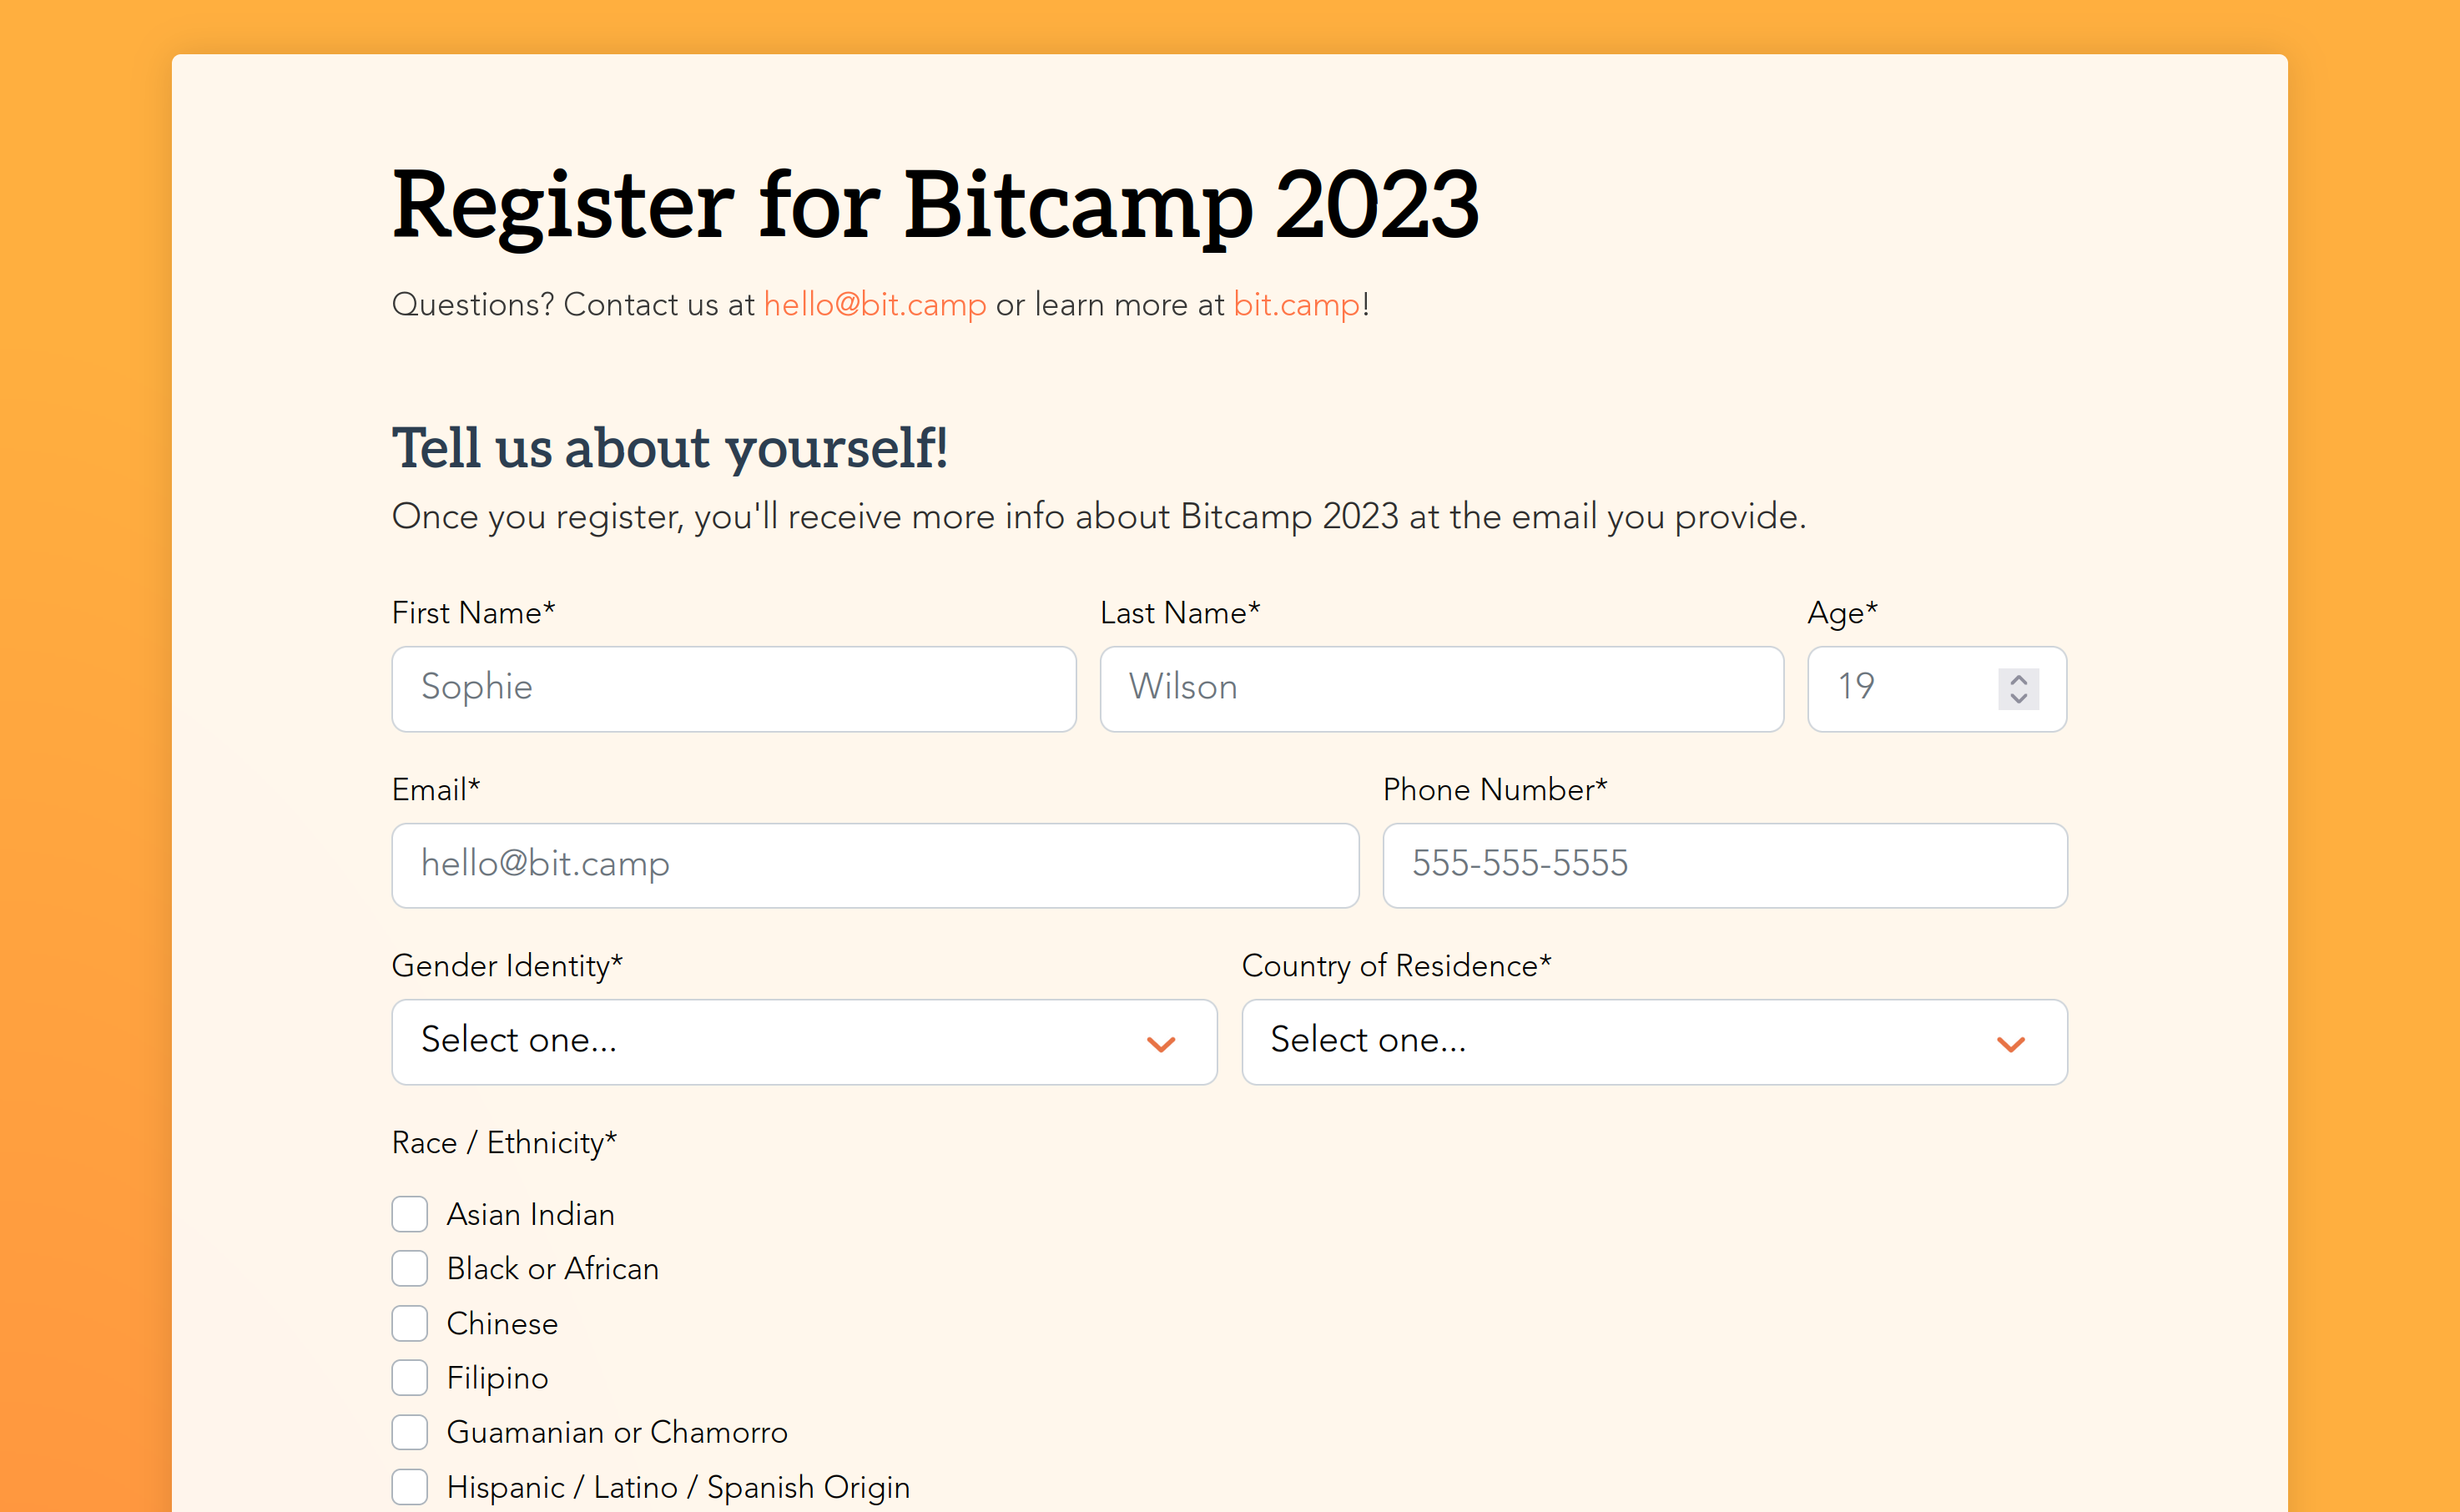 Register for Bitcamp 2023
Questions? Contact us at hello@bit.camp or learn more at bit.camp!
Tell us about yourself!
Once you register, you'll receive more info about Bitcamp 2023 at the email you provide.
First Name* Last Name* Age*
Sophie Wilson 19
Email* Phone Number*
hello@bit.camp 555-555-5555
Gender Identity* Country of Residence*
Select one... Select one...
Race / Ethnicity*
Asian Indian
Black or African
Chinese
Filipino
Guamanian or Chamorro
Hispanic / Latino / Spanish Origin